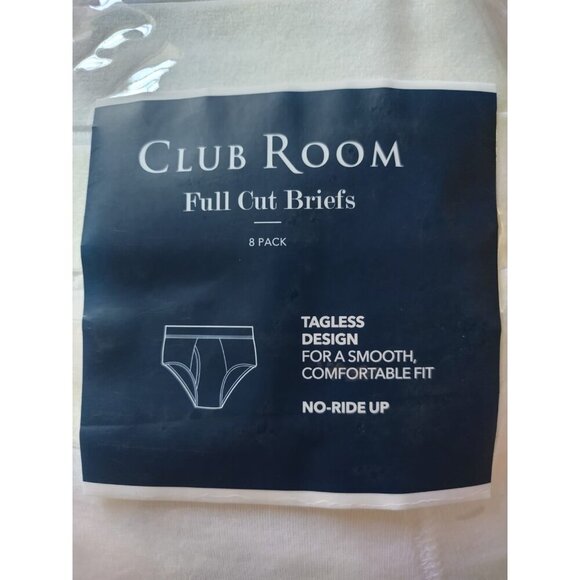 CLUB ROOM
Full Cut Briefs
8 PACK
TAGLESS
DESIGN
FOR A SMOOTH,
COMFORTABLE FIT
NO-RIDE UP